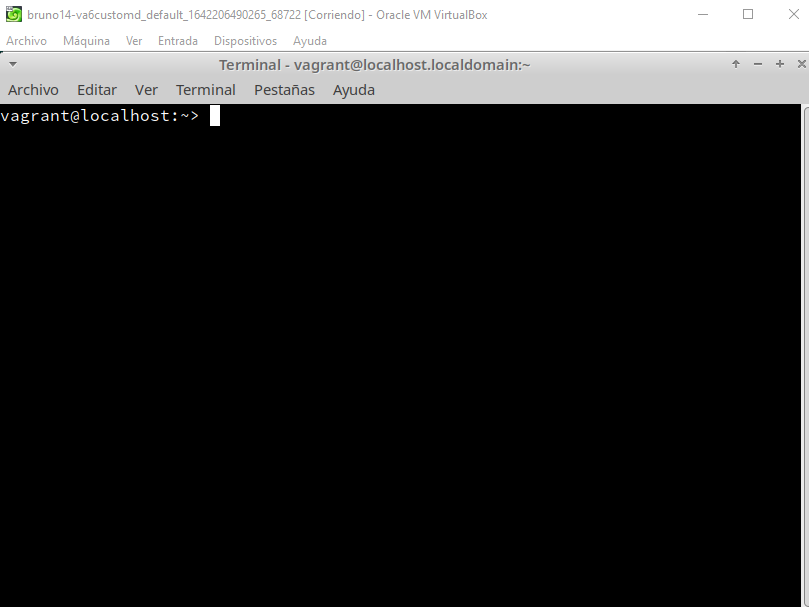 bruno14-va6customd_default_1642206490265_68722 [Corriendo] - Oracle VM VirtualBox
Archivo Máquina Ver Entrada Dispositivos Ayuda
Terminal - vagrant@localhost.localdomain:~
Archivo Editar Ver Terminal Pestañas Ayuda
vagrant@localhost:~>